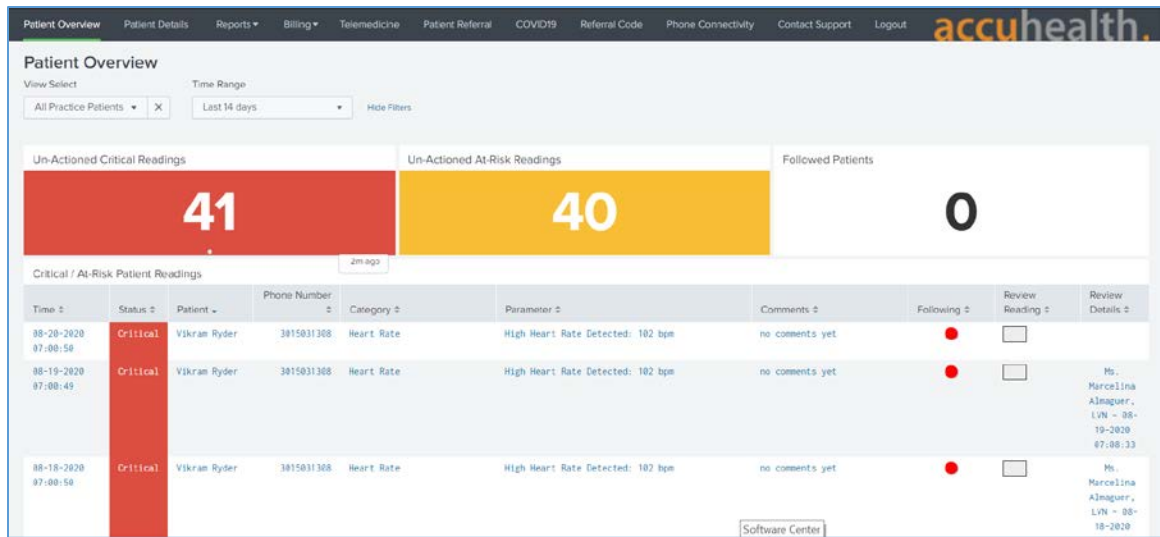 Patient Overview Patient Details Reports Billing Telemedicine Patient Referral COVID19 Referral Code Phone Connectivity Contact Support Logout accuhealth.
Patient Overview
View Select Time Range
All Practice Patients X Last 14 days Hide Filters
Un-Actioned Critical Readings Un-Actioned At-Risk Readings Followed Patients
41 40 0
2m ago
Critical / At-Risk Patient Readings
Time Status Patient Phone Number Category Parameter Comments Following Review Reading Review Details
08-20-2020 Critical Vikram Ryder 3015031308 Heart Rate High Heart Rate Detected: 102 bpm no comments yet
07:00:50
08-19-2020 Critical Vikram Ryder 3015031308 Heart Rate High Heart Rate Detected: 102 bpm no comments yet Ms.
07:00:49 Marcelina
Almaguer,
LVN - 08-
19-2020
07:08:33
08-18-2020 Critical Vikram Ryder 3015031308 Heart Rate High Heart Rate Detected: 102 bpm no comments yet Ms.
07:00:50 Marcelina
Almaguer,
LVN - 08-
Software Center 18-2020